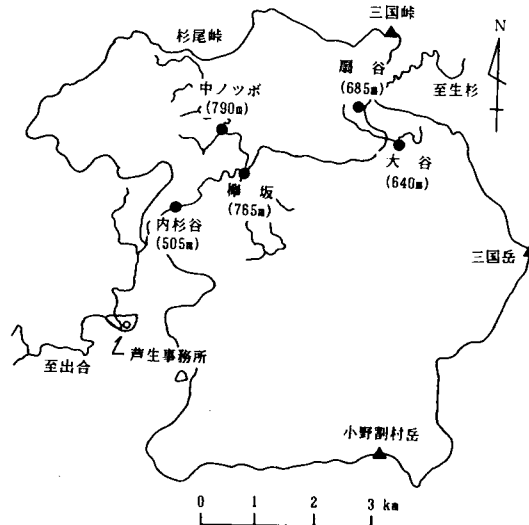 三国峠
杉尾峠
N
扇谷
(685m)
至生杉
中ノツボ
(790m)
大谷
(640m)
欅坂
(765m)
内杉谷
(505m)
三国岳
芦生事務所
至出合
小野割村岳
0 1 2 3 km